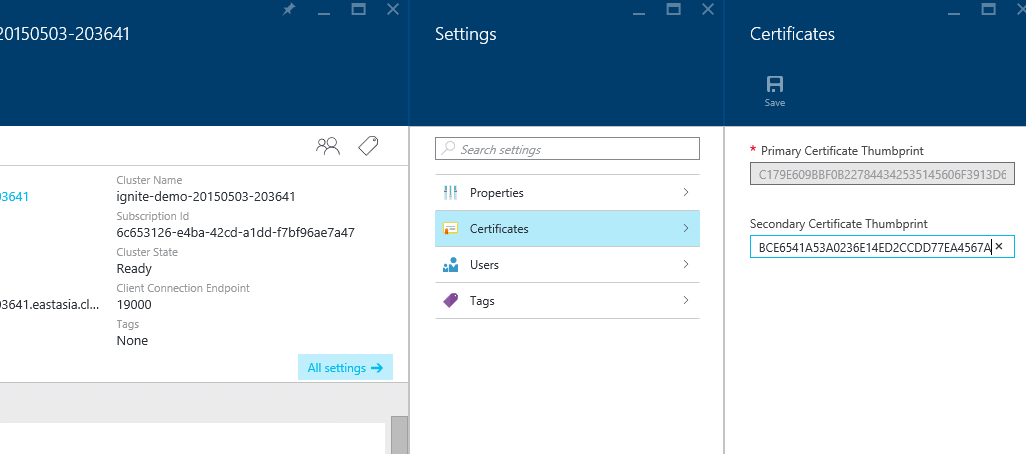 20150503-203641
03641
Cluster Name
ignite-demo-20150503-203641
Subscription Id
6c653126-e4ba-42cd-a1dd-f7bf96ae7a47
Cluster State
Ready
Client Connection Endpoint
03641.eastasia.cl... 19000
Tags
None
All settings →
Settings
Search settings
Properties
Certificates
Users
Tags
Certificates
Save
* Primary Certificate Thumbprint
C179E609BBF0B227844342535145606F3913D6
Secondary Certificate Thumbprint
BCE6541A53A0236E14ED2CCDD77EA4567A